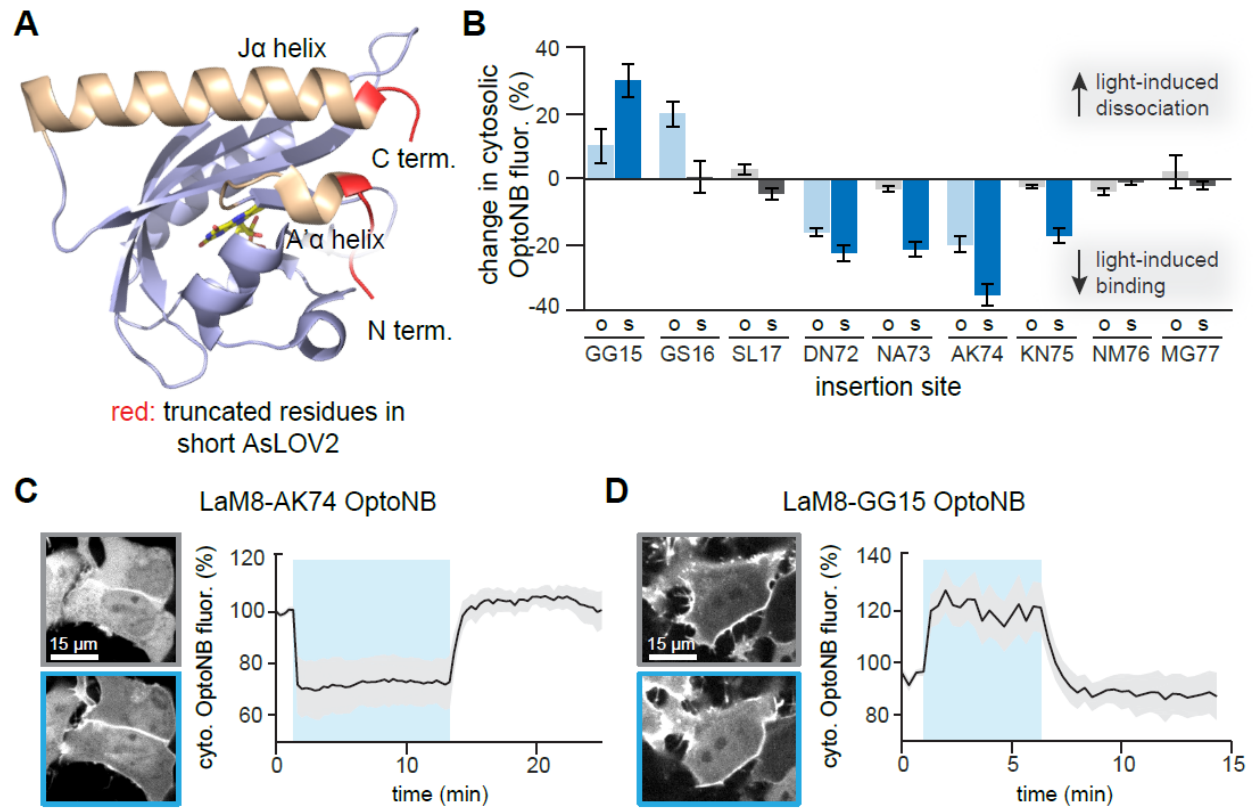 A
Jα helix
C term.
A'α helix
N term.
red: truncated residues in
short AsLOV2
B
change in cytosolic
OptoNB fluor. (%)
40
20
0
-20
-40
light-induced
dissociation
light-induced
binding
o s o s o s o s o s o s o s o s o s
GG15 GS16 SL17 DN72 NA73 AK74 KN75 NM76 MG77
insertion site
C
LaM8-AK74 OptoNB
15 µm
cyto. OptoNB fluor. (%)
120
100
80
60
0 10 20
time (min)
D
LaM8-GG15 OptoNB
15 µm
cyto. OptoNB fluor. (%)
140
120
100
80
0 5 10 15
time (min)